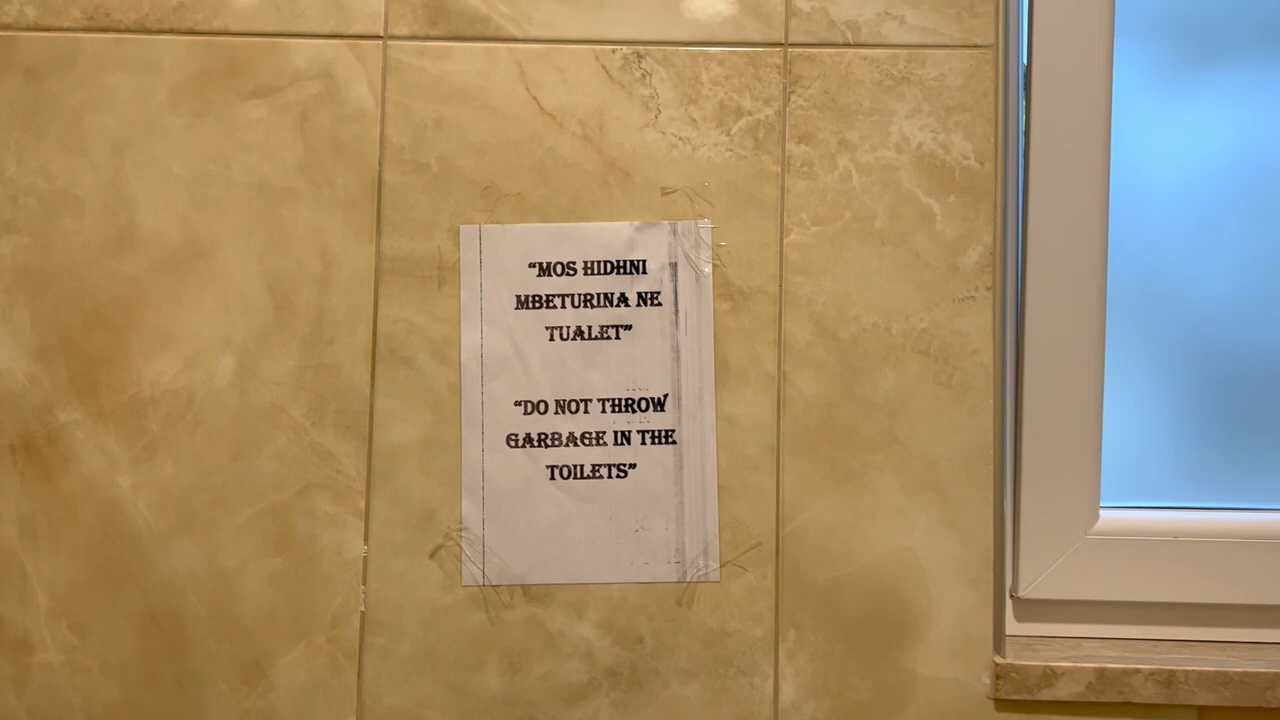 “MOS HIDHNI
MBETURINA NE
TUALET”
“DO NOT THROW
GARBAGE IN THE
TOILETS”